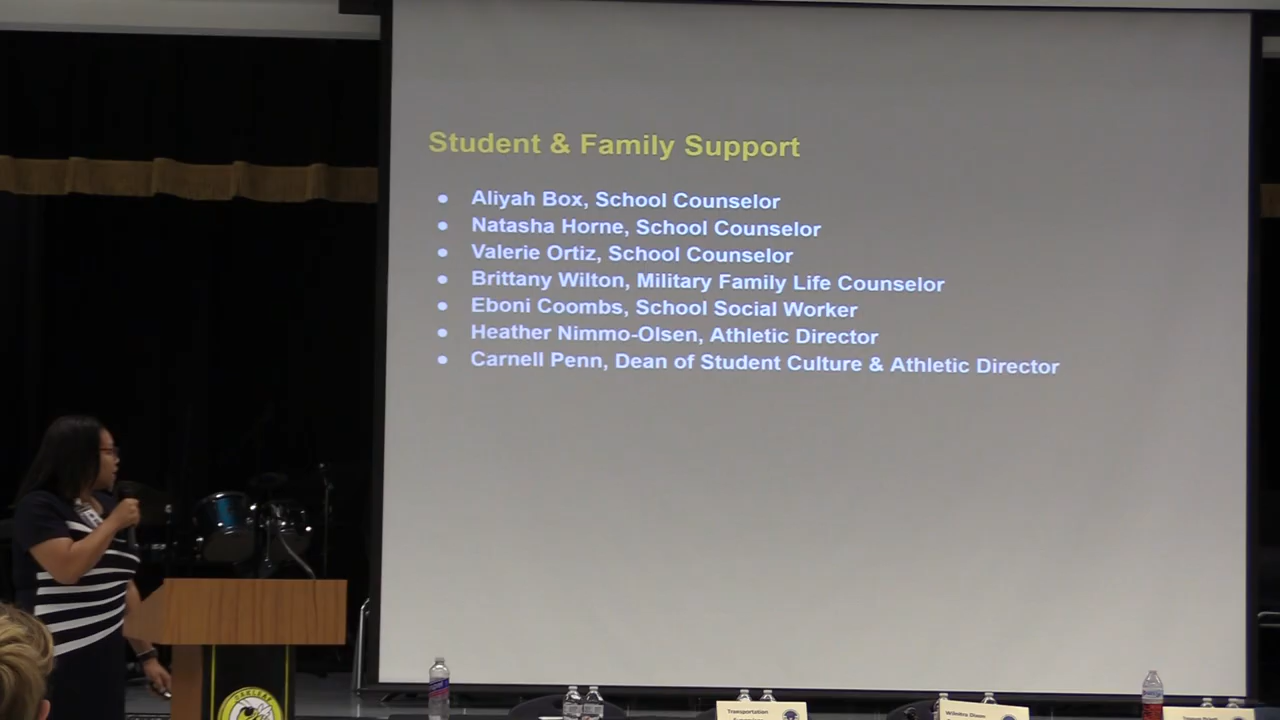 Student & Family Support
● Aliyah Box, School Counselor
● Natasha Horne, School Counselor
● Valerie Ortiz, School Counselor
● Brittany Wilton, Military Family Life Counselor
● Eboni Coombs, School Social Worker
● Heather Nimmo-Olsen, Athletic Director
● Carnell Penn, Dean of Student Culture & Athletic Director
Transportation